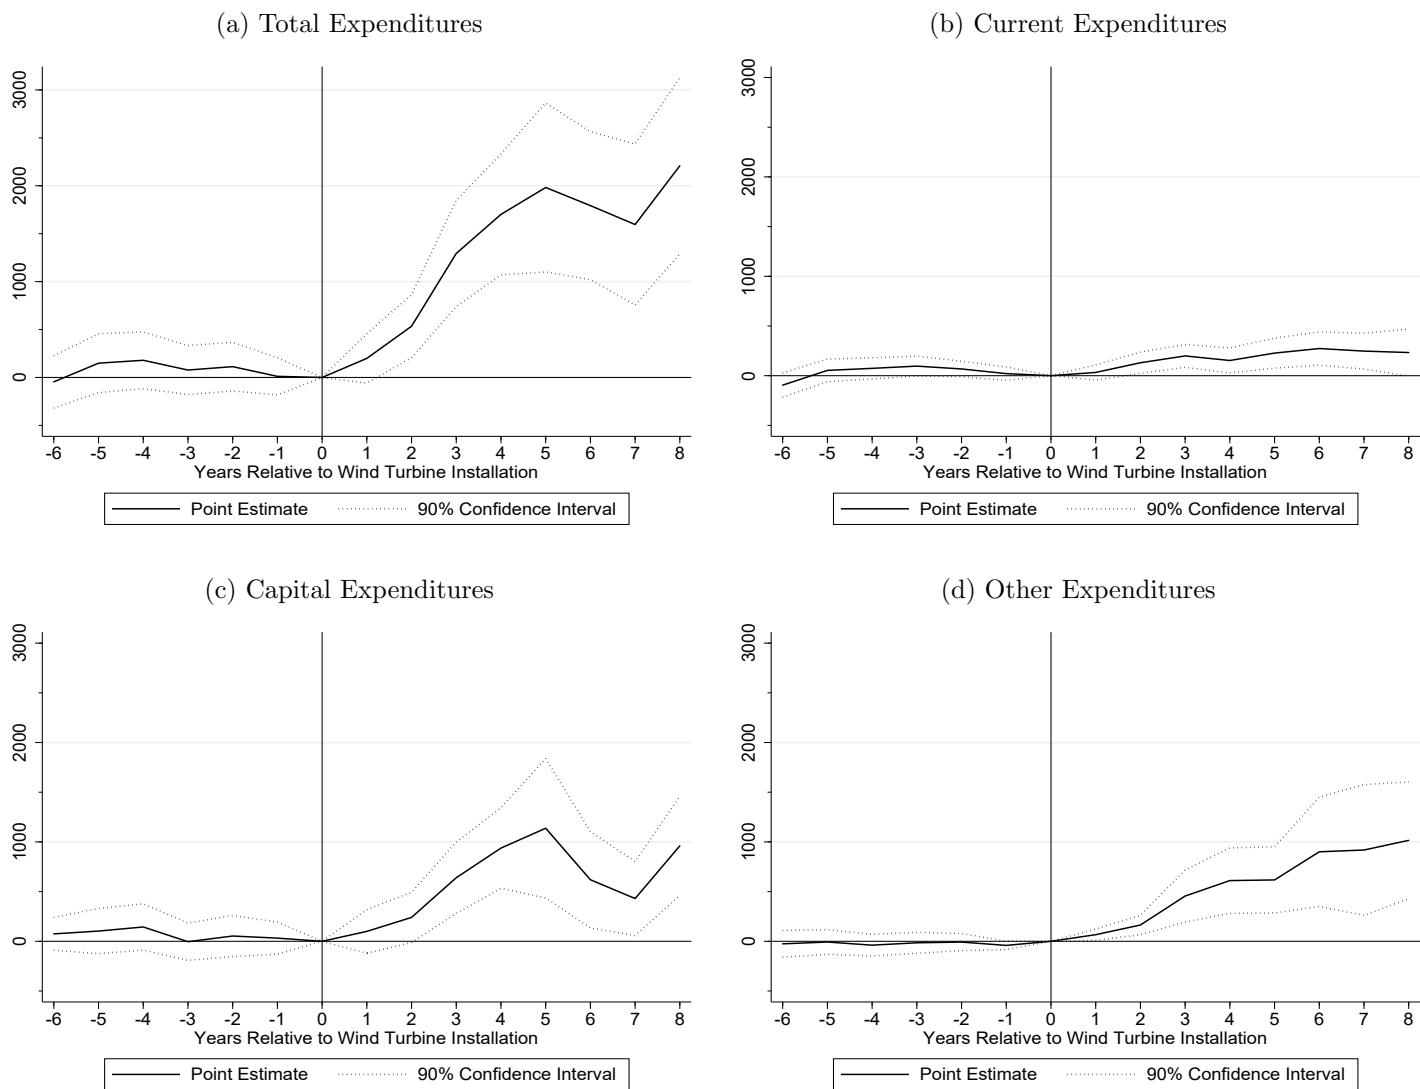 (a) Total Expenditures
3000
2000
1000
0
-6 -5 -4 -3 -2 -1 0 1 2 3 4 5 6 7 8
Years Relative to Wind Turbine Installation
Point Estimate 90% Confidence Interval
(b) Current Expenditures
3000
2000
1000
0
-6 -5 -4 -3 -2 -1 0 1 2 3 4 5 6 7 8
Years Relative to Wind Turbine Installation
Point Estimate 90% Confidence Interval
(c) Capital Expenditures
3000
2000
1000
0
-6 -5 -4 -3 -2 -1 0 1 2 3 4 5 6 7 8
Years Relative to Wind Turbine Installation
Point Estimate 90% Confidence Interval
(d) Other Expenditures
3000
2000
1000
0
-6 -5 -4 -3 -2 -1 0 1 2 3 4 5 6 7 8
Years Relative to Wind Turbine Installation
Point Estimate 90% Confidence Interval